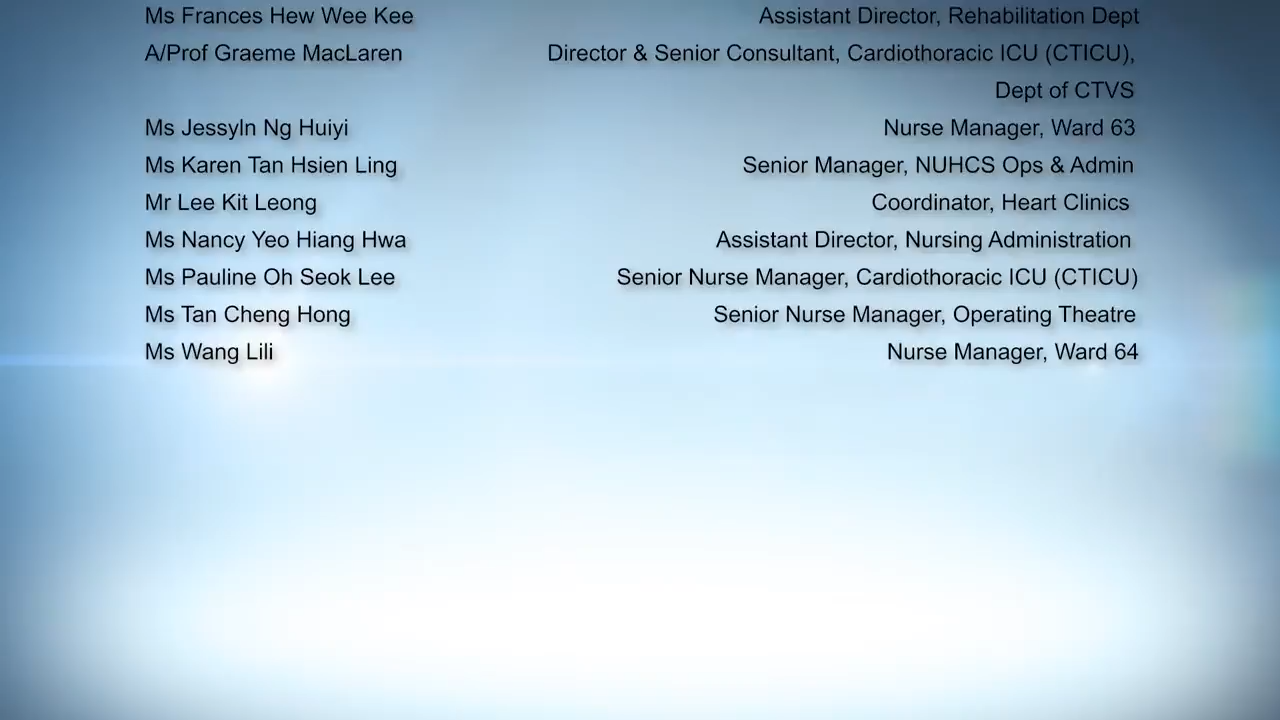 Ms Frances Hew Wee Kee Assistant Director, Rehabilitation Dept
A/Prof Graeme MacLaren Director & Senior Consultant, Cardiothoracic ICU (CTICU),
Dept of CTVS
Ms Jessyln Ng Huiyi Nurse Manager, Ward 63
Ms Karen Tan Hsien Ling Senior Manager, NUHCS Ops & Admin
Mr Lee Kit Leong Coordinator, Heart Clinics
Ms Nancy Yeo Hiang Hwa Assistant Director, Nursing Administration
Ms Pauline Oh Seok Lee Senior Nurse Manager, Cardiothoracic ICU (CTICU)
Ms Tan Cheng Hong Senior Nurse Manager, Operating Theatre
Ms Wang Lili Nurse Manager, Ward 64